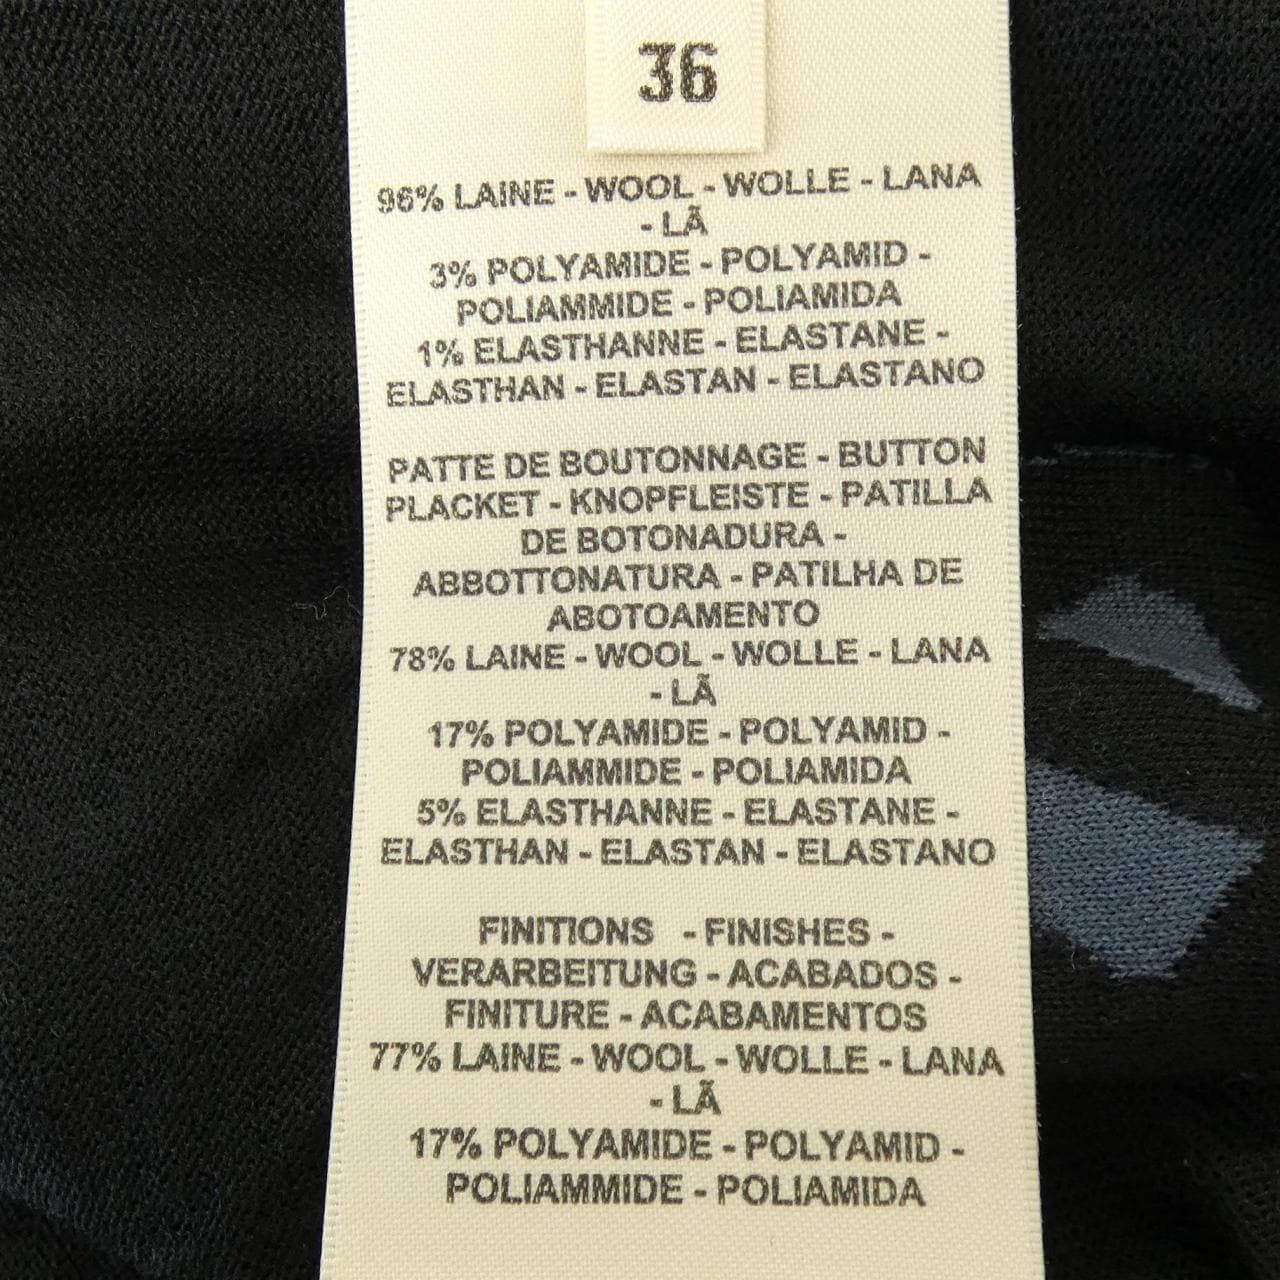 36
96% LAINE - WOOL - WOLLE - LANA
- LÃ
3% POLYAMIDE - POLYAMID -
POLIAMMIDE - POLIAMIDA
1% ELASTHANNE - ELASTANE -
ELASTHAN - ELASTAN - ELASTANO
PATTE DE BOUTONNAGE - BUTTON
PLACKET - KNOPFLEISTE - PATILLA
DE BOTONADURA -
ABBOTTONATURA - PATILHA DE
ABOTOAMENTO
78% LAINE - WOOL - WOLLE - LANA
- LÃ
17% POLYAMIDE - POLYAMID -
POLIAMMIDE - POLIAMIDA
5% ELASTHANNE - ELASTANE -
ELASTHAN - ELASTAN - ELASTANO
FINITIONS - FINISHES -
VERARBEITUNG - ACABADOS -
FINITURE - ACABAMENTOS
77% LAINE - WOOL - WOLLE - LANA
- LÃ
17% POLYAMIDE - POLYAMID -
POLIAMMIDE - POLIAMIDA